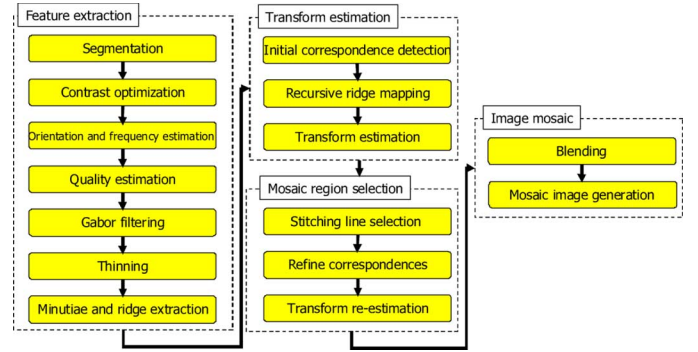 Feature extraction
Segmentation
Contrast optimization
Orientation and frequency estimation
Quality estimation
Gabor filtering
Thinning
Minutiae and ridge extraction
Transform estimation
Initial correspondence detection
Recursive ridge mapping
Transform estimation
Mosaic region selection
Stitching line selection
Refine correspondences
Transform re-estimation
Image mosaic
Blending
Mosaic image generation